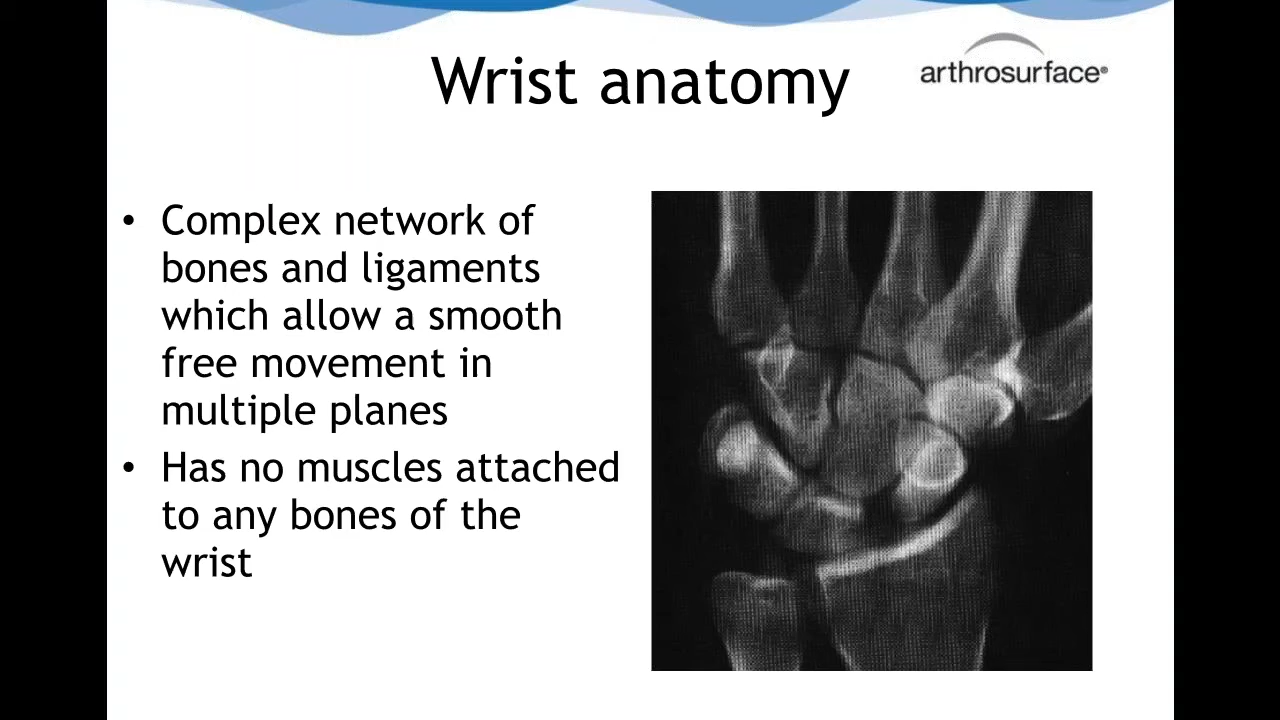 Wrist anatomy
arthrosurface®
• Complex network of
bones and ligaments
which allow a smooth
free movement in
multiple planes
• Has no muscles attached
to any bones of the
wrist